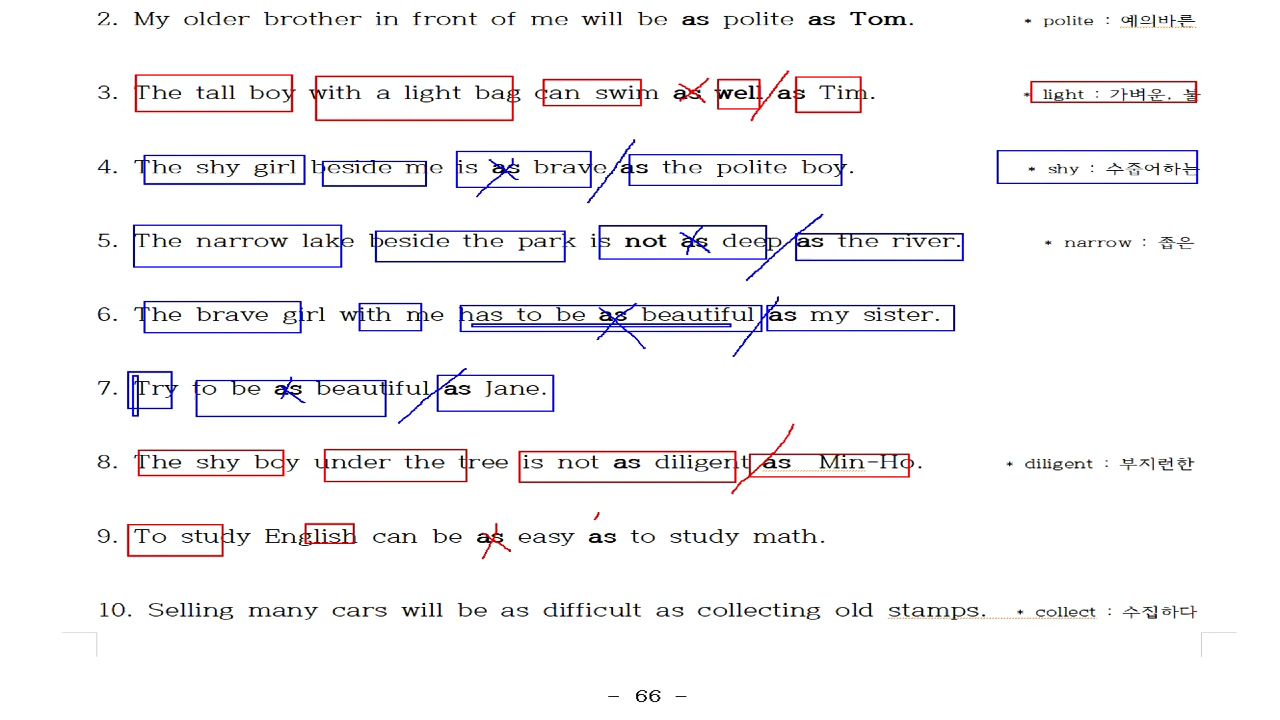 2. My older brother in front of me will be as polite as Tom. * polite : 예의바른
3. The tall boy with a light bag can swim as well as Tim. * light : 가벼운, 불
4. The shy girl beside me is as brave as the polite boy. * shy : 수줍어하는
5. The narrow lake beside the park is not as deep as the river. * narrow : 좁은
6. The brave girl with me has to be as beautiful as my sister.
7. Try to be as beautiful as Jane.
8. The shy boy under the tree is not as diligent as Min-Ho. * diligent : 부지런한
9. To study English can be as easy as to study math.
10. Selling many cars will be as difficult as collecting old stamps. * collect : 수집하다
- 66 -